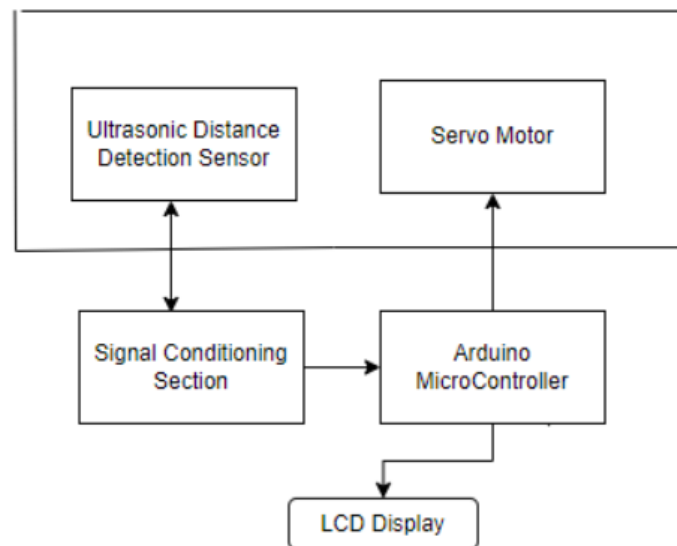 Ultrasonic Distance
Detection Sensor
Servo Motor
Signal Conditioning
Section
Arduino
MicroController
LCD Display